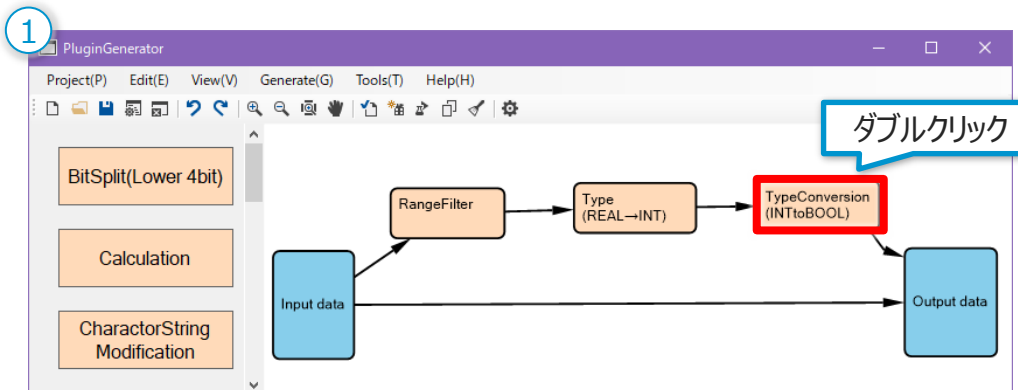 1
PluginGenerator
Project(P) Edit(E) View(V) Generate(G) Tools(T) Help(H)
ダブルクリック
BitSplit(Lower 4bit)
Calculation
CharactorString
Modification
Input data
RangeFilter
Type
(REAL→INT)
TypeConversion
(INTtoBOOL)
Output data